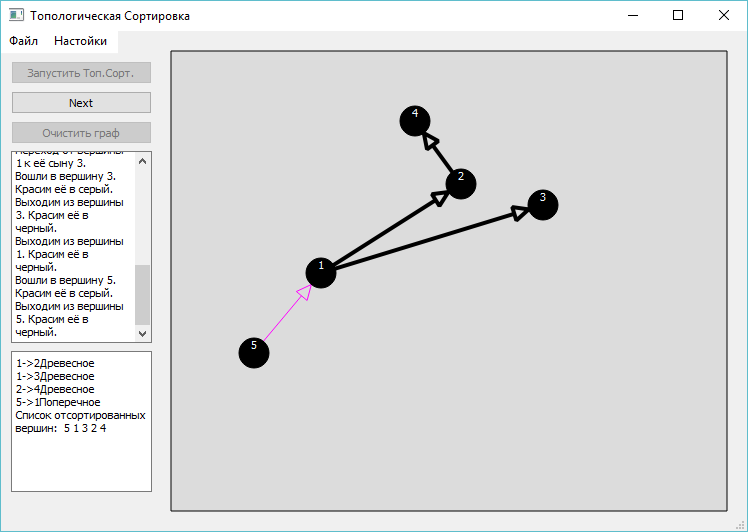 Топологическая Сортировка
Файл Настойки
Запустить Топ.Сорт.
Next
Очистить граф
Переход от вершины
1 к её сыну 3.
Вошли в вершину 3.
Красим её в серый.
Выходим из вершины
3. Красим её в
черный.
Выходим из вершины
1. Красим её в
черный.
Вошли в вершину 5.
Красим её в серый.
Выходим из вершины
5. Красим её в
черный.
1->2Древесное
1->3Древесное
2->4Древесное
5->1Поперечное
Список отсортированных
вершин:  5 1 3 2 4
4
2
3
1
5